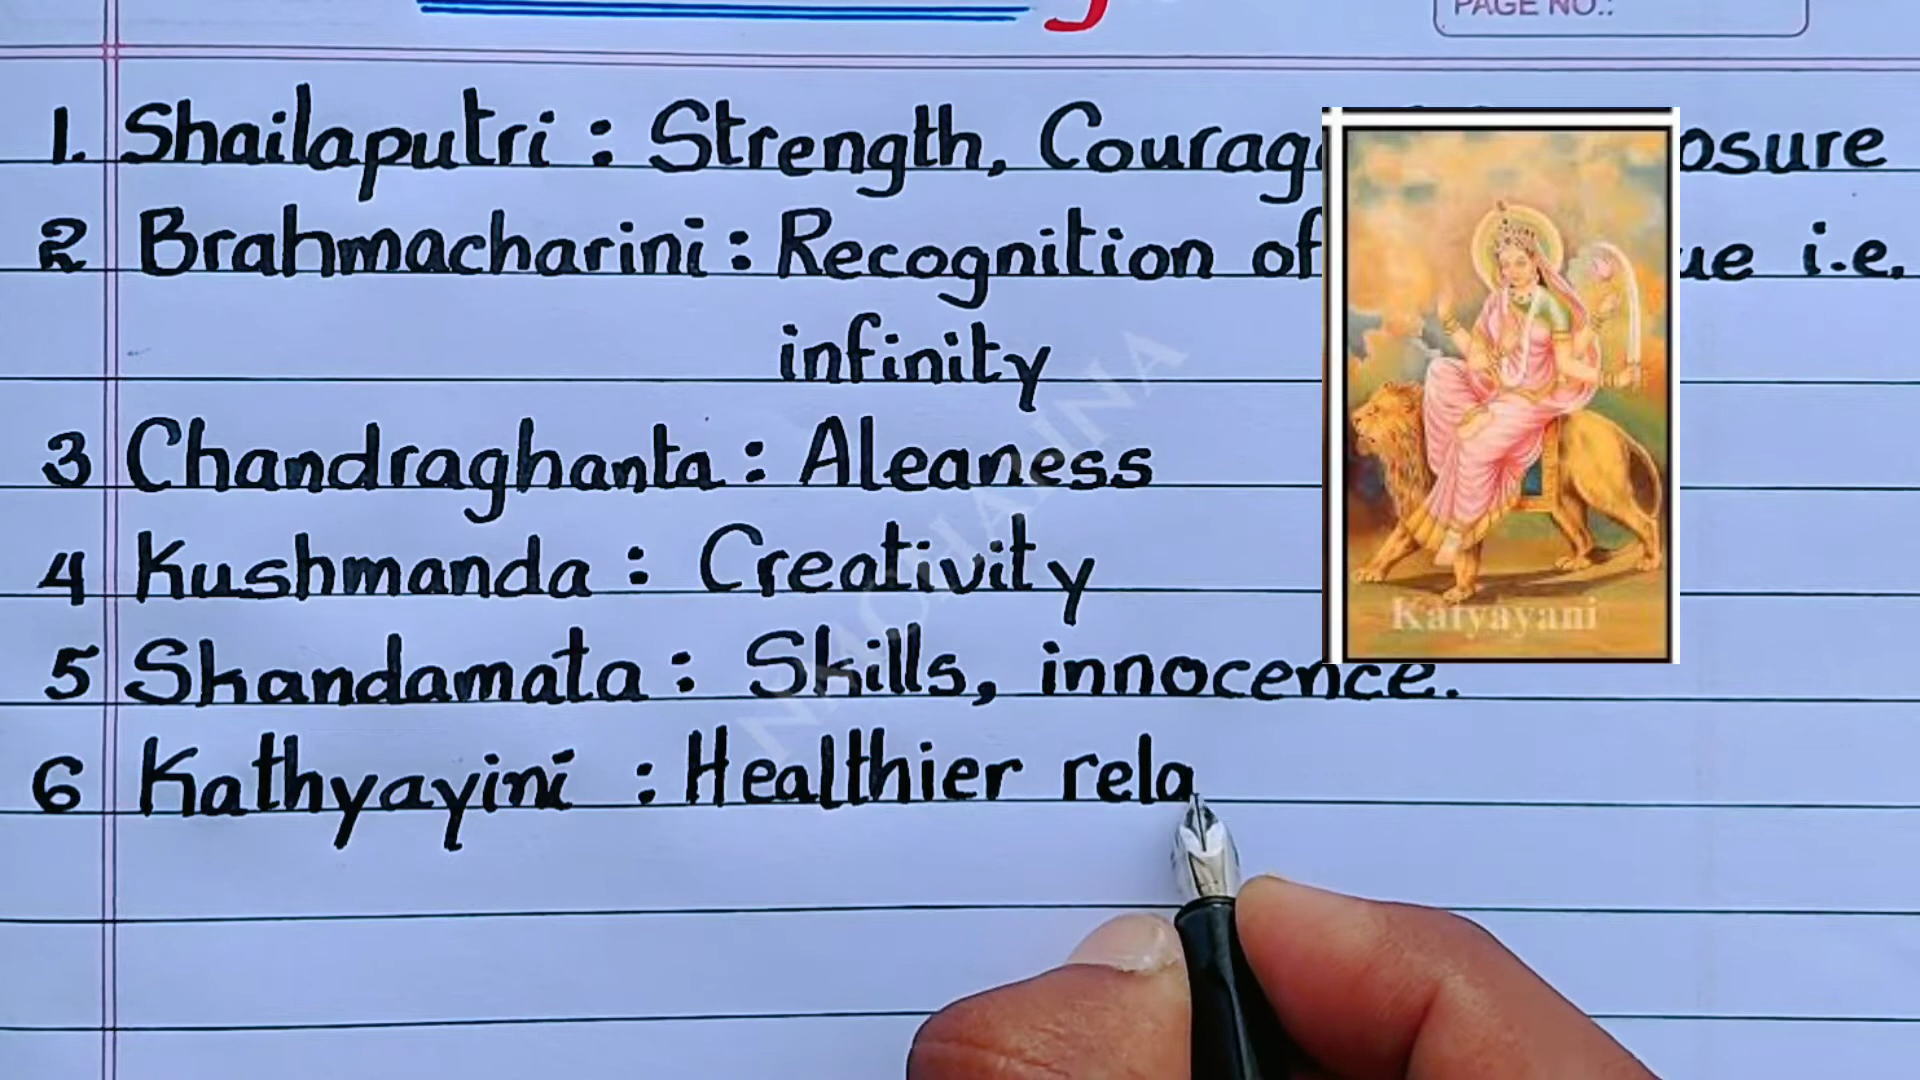 PAGE NO.:
1. Shailaputri : Strength, Courag osure
2 Brahmacharini : Recognition of ue i.e.
infinity
3 Chandraghanta : Aleaness
4 Kushmanda : Creativity
5 Skandamata : Skills, innocence.
6 Kathyayini : Healthier rela
Katyayani